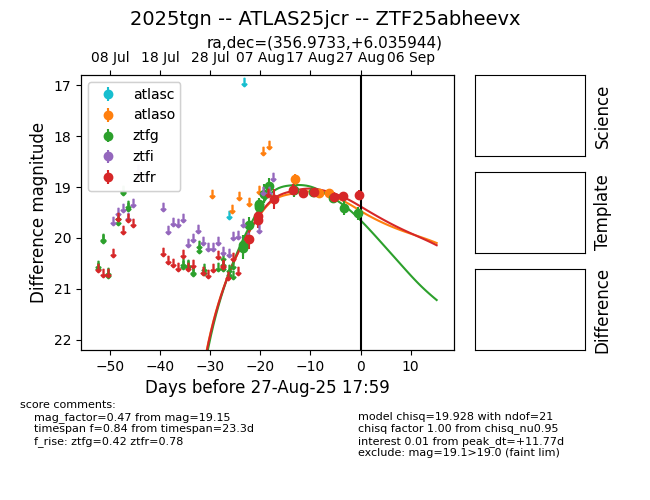 2025tgn -- ATLAS25jcr -- ZTF25abheevx
ra,dec=(356.9733,+6.035944)
08 Jul 18 Jul 28 Jul 07 Aug 17 Aug 27 Aug 06 Sep
atlasc
atlaso
ztfg
ztfi
ztfr
17
18
19
20
21
22
Difference magnitude
−50 −40 −30 −20 −10 0 10
Days before 27-Aug-25 17:59
Science
Template
Difference
score comments:
mag_factor=0.47 from mag=19.15
timespan f=0.84 from timespan=23.3d
f_rise: ztfg=0.42 ztfr=0.78
model chisq=19.928 with ndof=21
chisq factor 1.00 from chisq_nu0.95
interest 0.01 from peak_dt=+11.77d
exclude: mag=19.1>19.0 (faint lim)